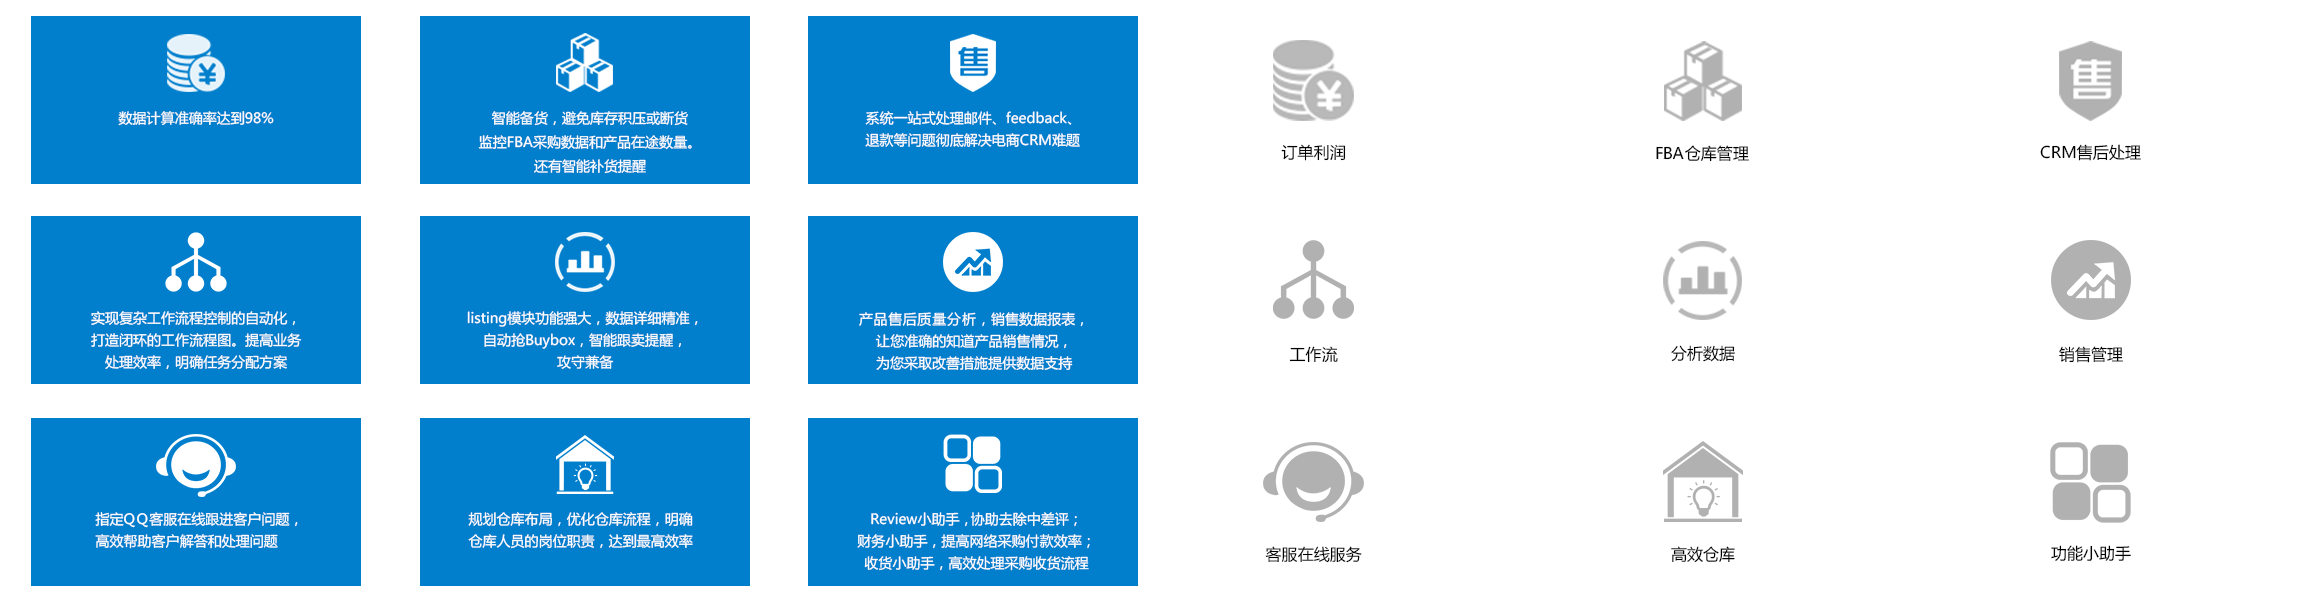 ¥
数据计算准确率达到98%
智能备货，避免库存积压或断货
监控FBA采购数据和产品在途数量。
还有智能补货提醒
售
系统一站式处理邮件、feedback、
退款等问题彻底解决电商CRM难题
¥
订单利润
FBA仓库管理
售
CRM售后处理
实现复杂工作流程控制的自动化，
打造闭环的工作流程图。提高业务
处理效率，明确任务分配方案
listing模块功能强大，数据详细精准，
自动抢Buybox，智能跟卖提醒，
攻守兼备
产品售后质量分析，销售数据报表，
让您准确的知道产品销售情况，
为您采取改善措施提供数据支持
工作流
分析数据
销售管理
指定QQ客服在线跟进客户问题，
高效帮助客户解答和处理问题
规划仓库布局，优化仓库流程，明确
仓库人员的岗位职责，达到最高效率
Review小助手，协助去除中差评；
财务小助手，提高网络采购付款效率；
收货小助手，高效处理采购收货流程
客服在线服务
高效仓库
功能小助手